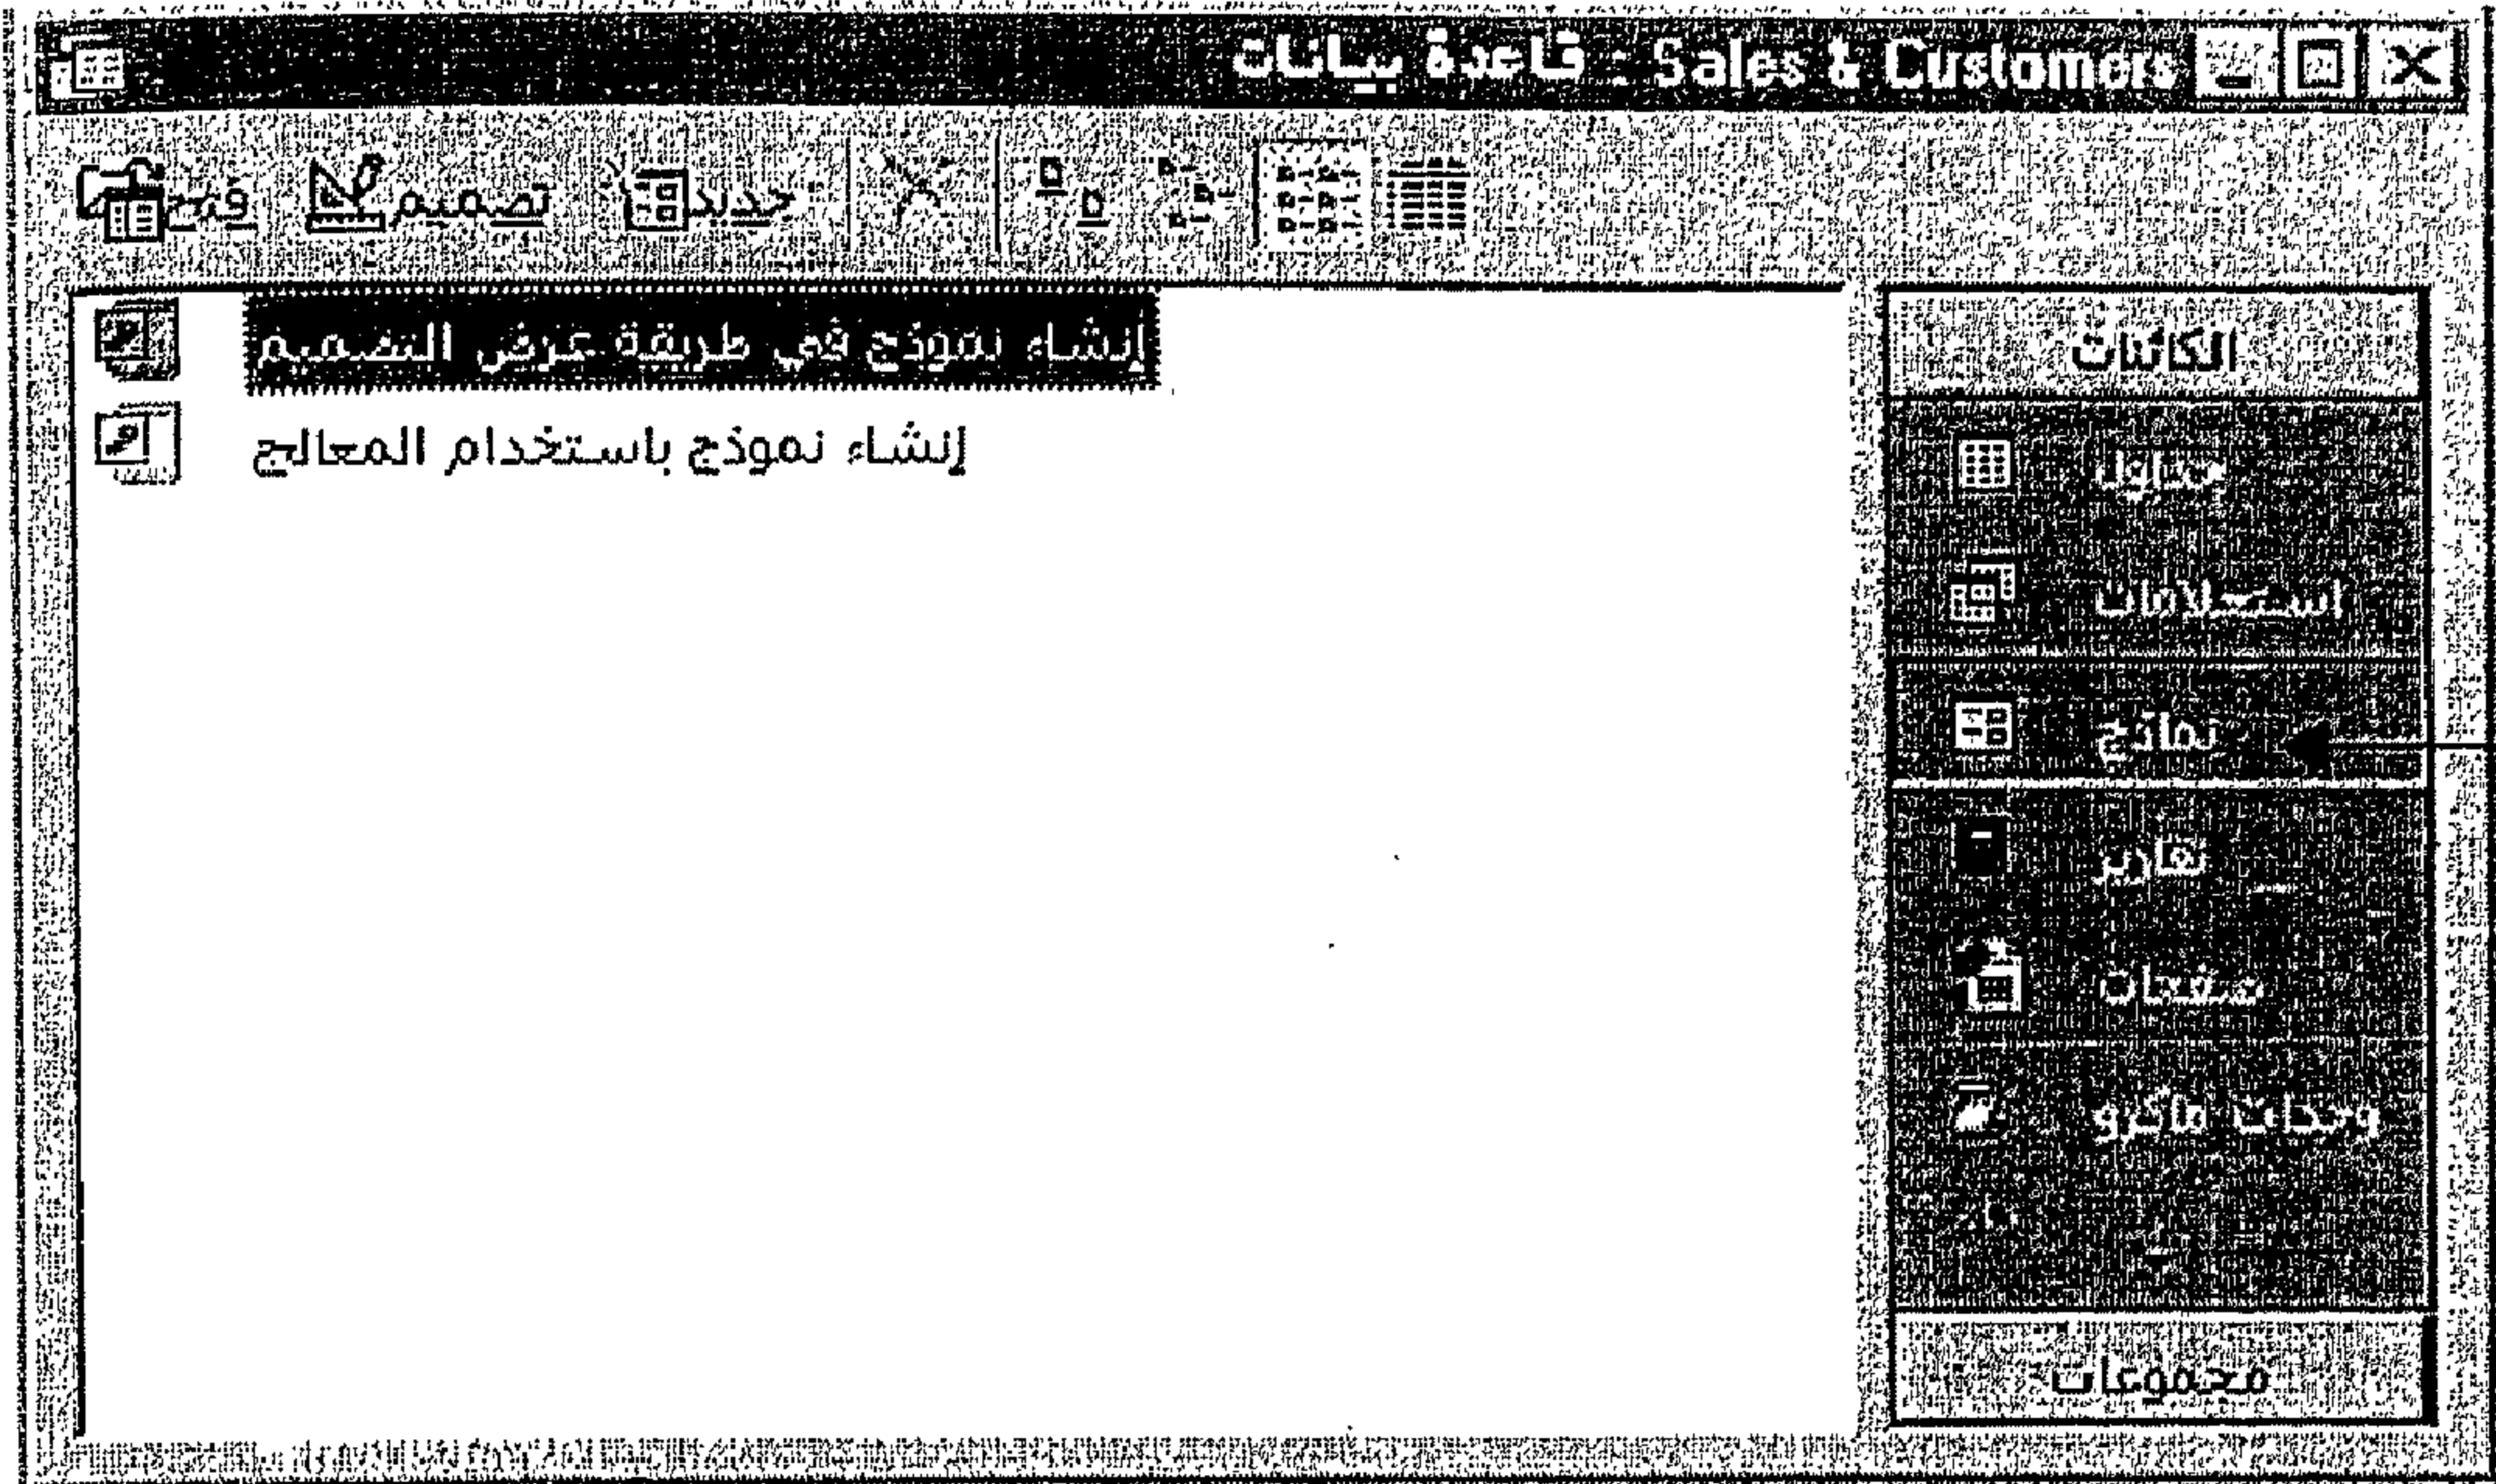 Sales & Customers : قاعدة بيانات
فتح تصميم جديد
إنشاء نموذج في طريقة عرض التصميم
إنشاء نموذج باستخدام المعالج
الكائنات
جداول
استعلامات
نماذج
تقارير
صفحات
وحدات ماكرو
مجموعات